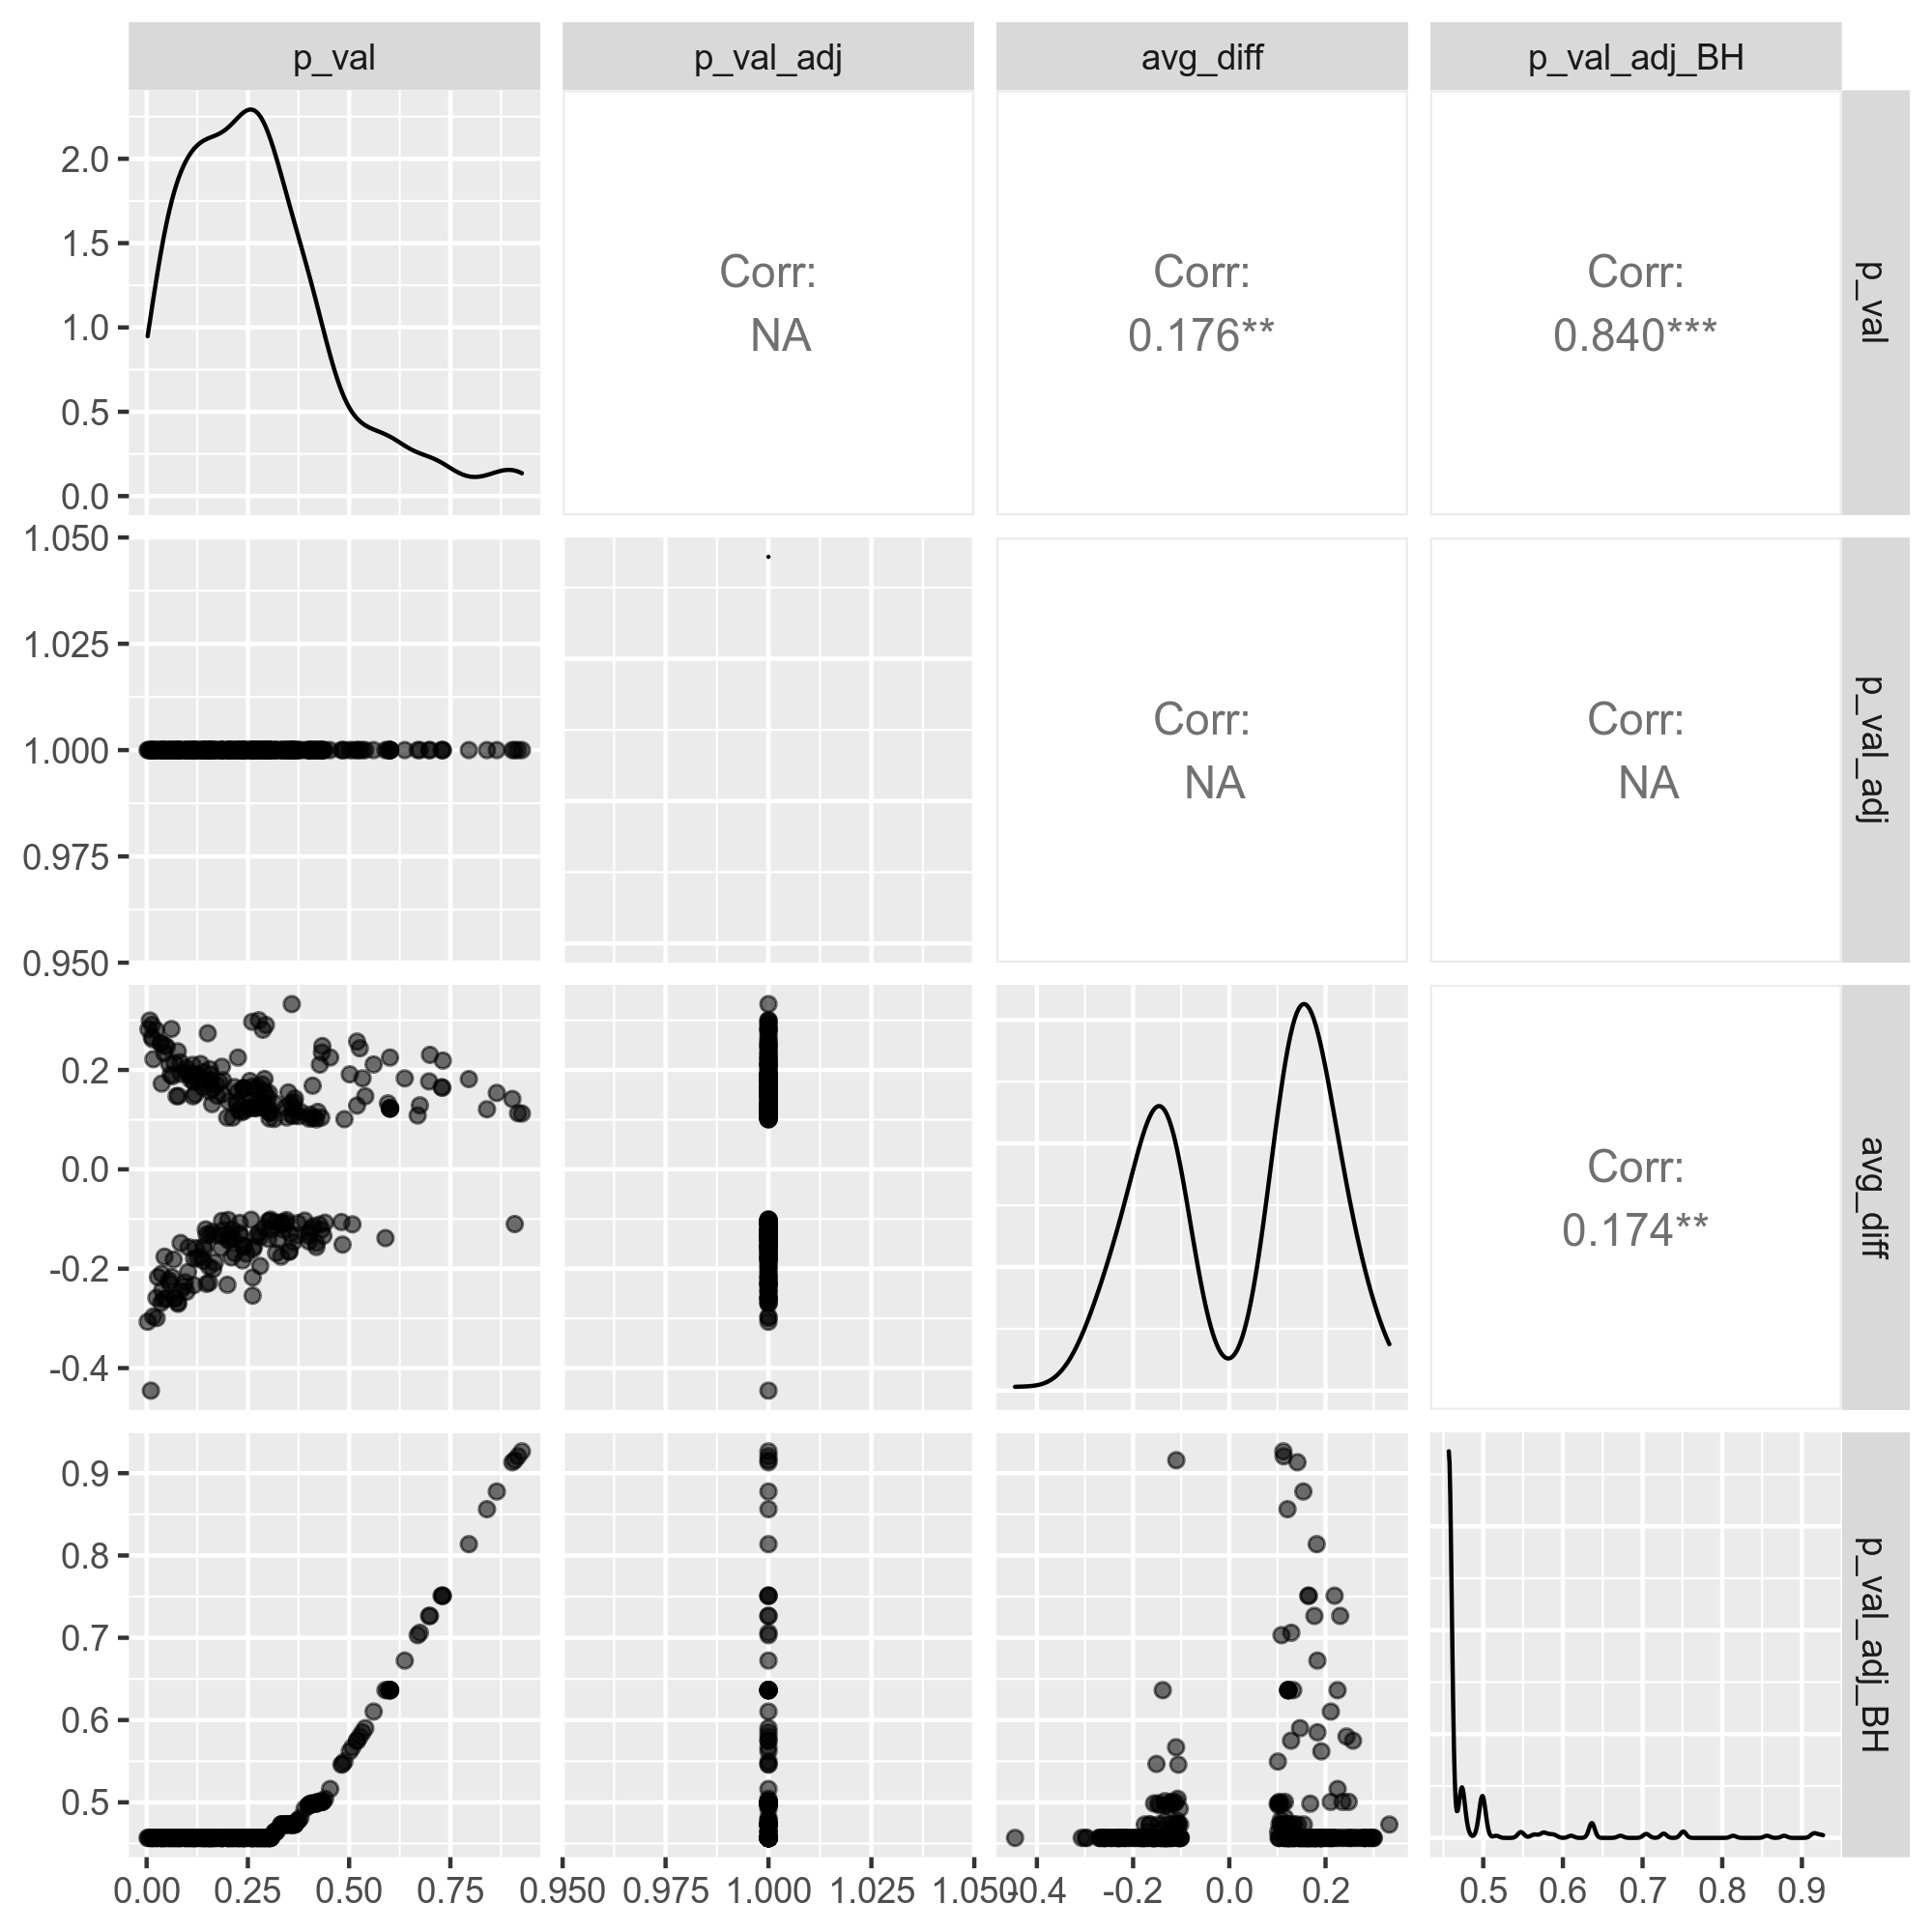 p_val
p_val_adj
avg_diff
p_val_adj_BH
2.0
1.5
1.0
0.5
0.0
Corr:
NA
Corr:
0.176**
Corr:
0.840***
p_val
1.050
1.025
1.000
0.975
0.950
Corr:
NA
Corr:
NA
p_val_adj
0.2
0.0
-0.2
-0.4
Corr:
0.174**
avg_diff
0.9
0.8
0.7
0.6
0.5
p_val_adj_BH
0.00 0.25 0.50 0.75
0.950 0.975 1.000 1.025 1.050
-0.4 -0.2 0.0 0.2
0.5 0.6 0.7 0.8 0.9